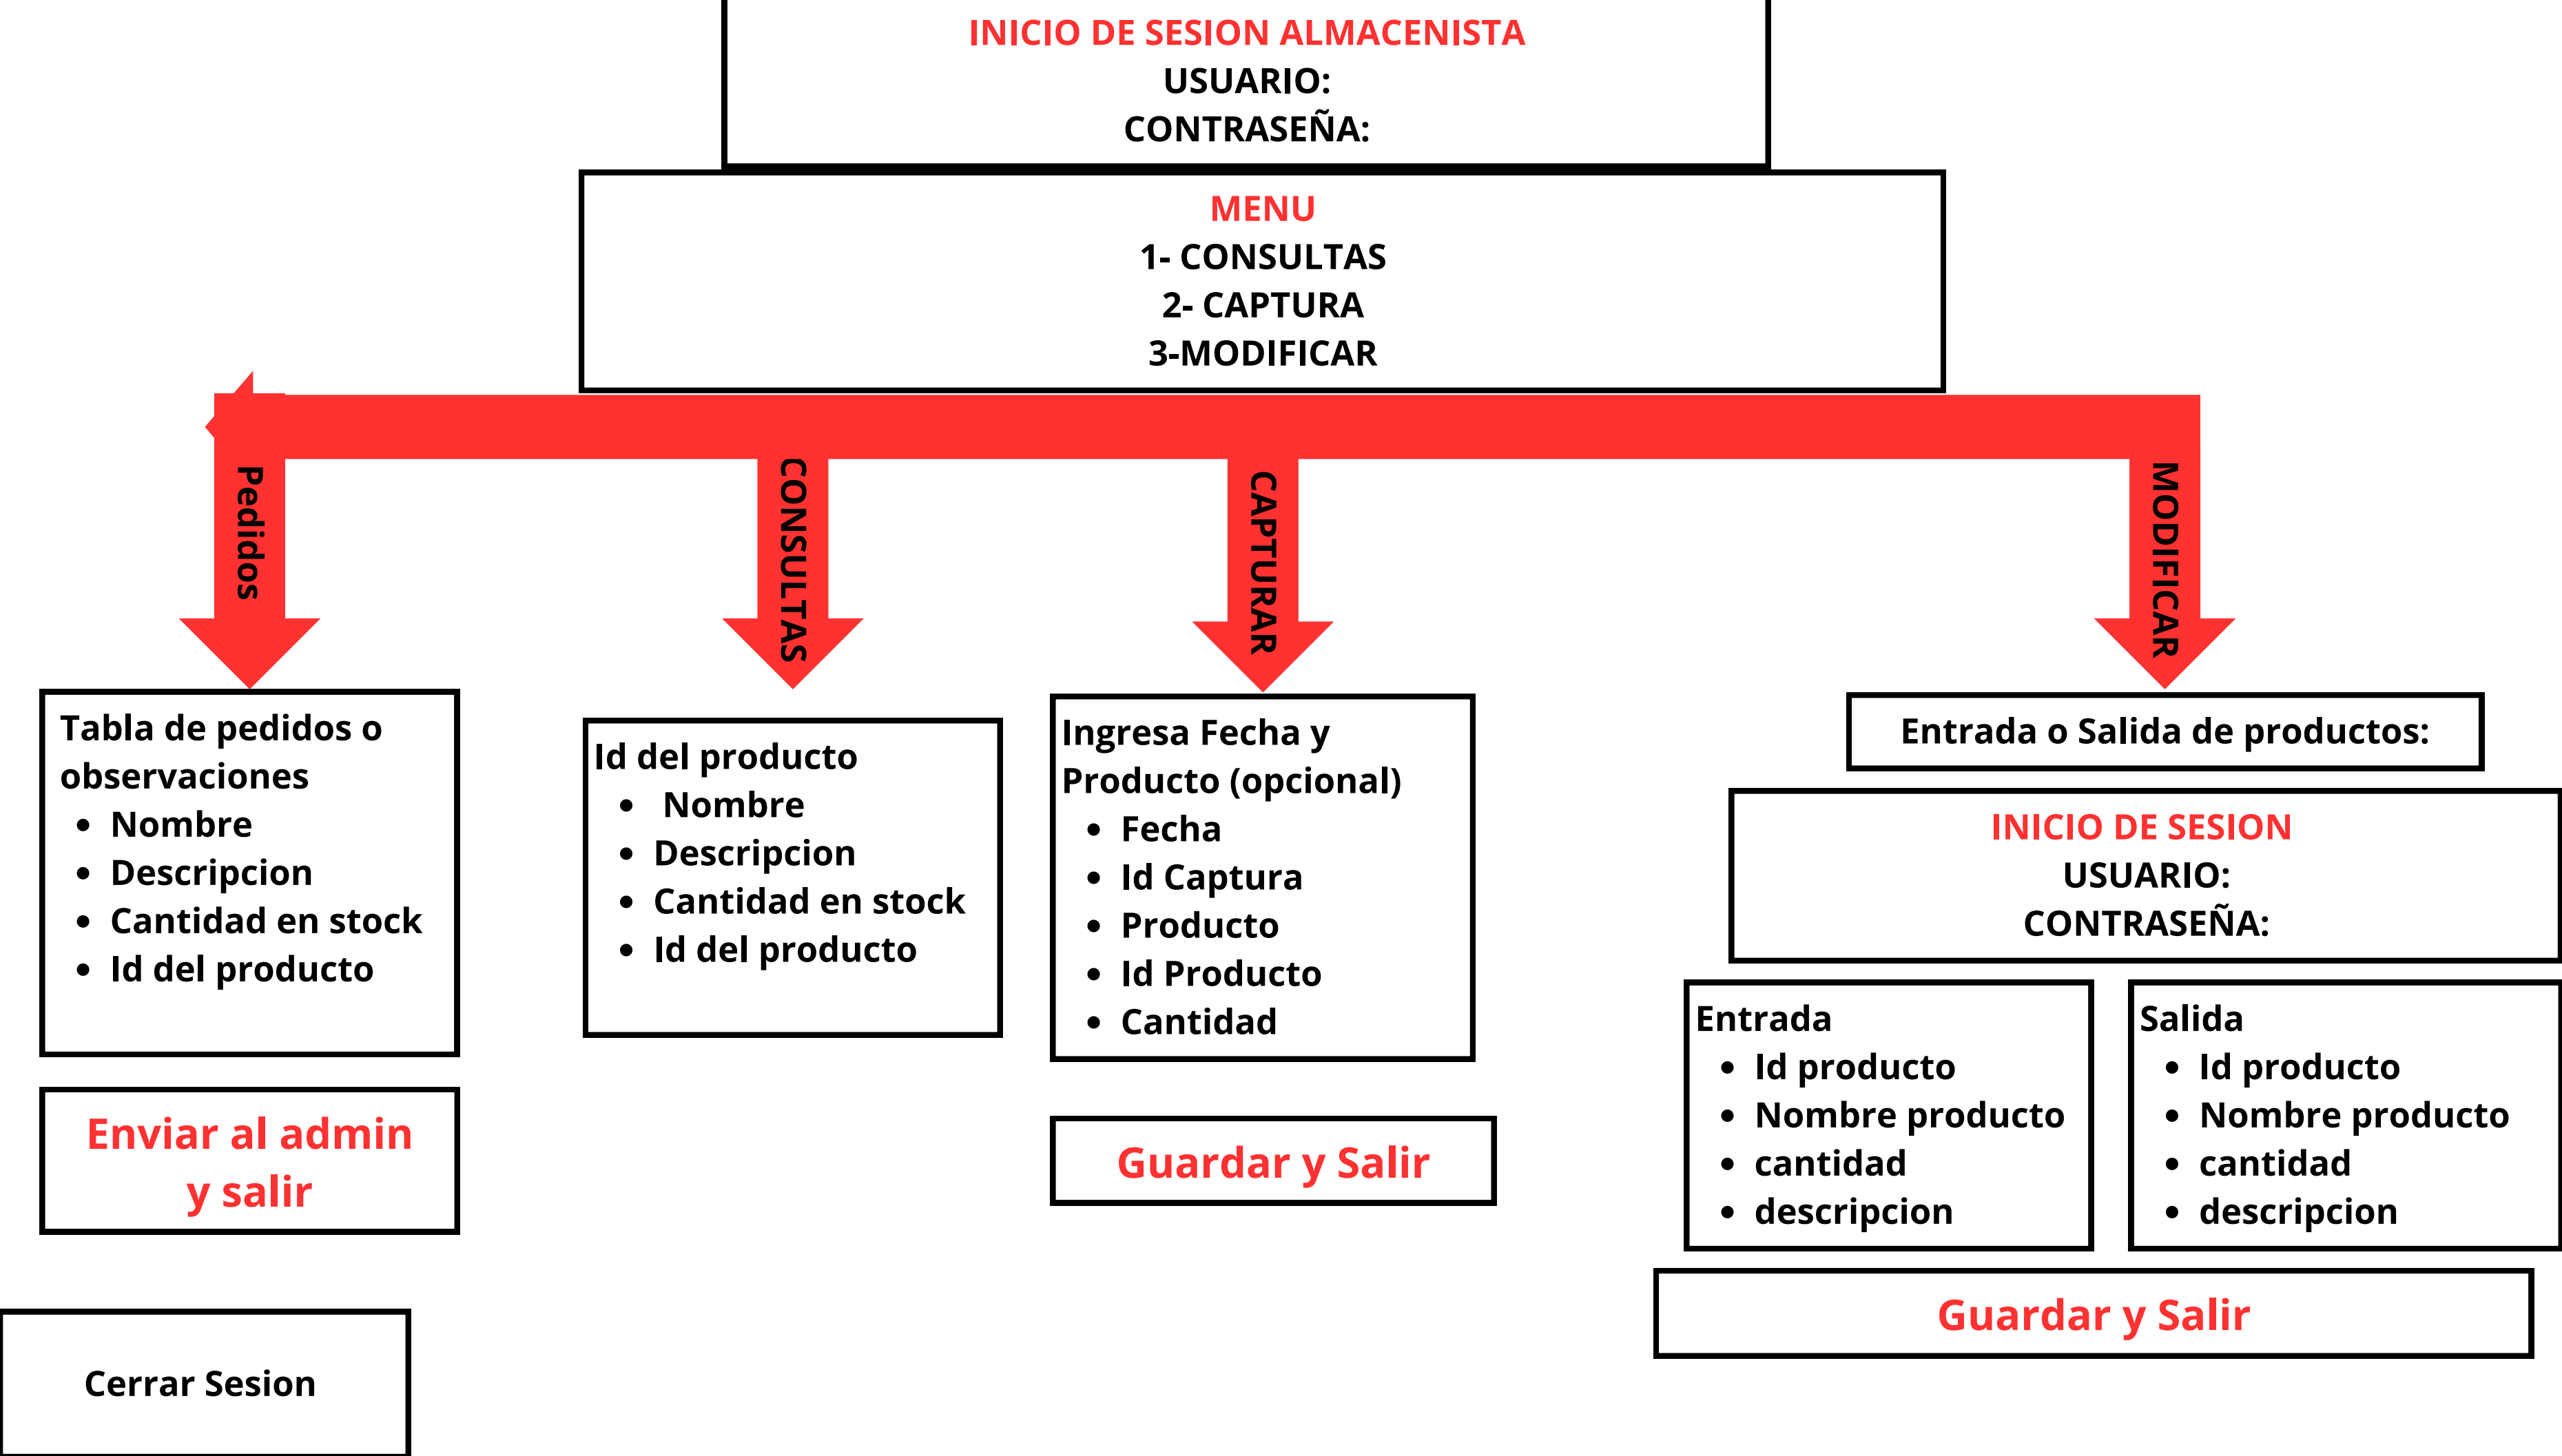 INICIO DE SESION ALMACENISTA
USUARIO:
CONTRASEÑA:
MENU
1- CONSULTAS
2- CAPTURA
3-MODIFICAR
Pedidos
CONSULTAS
CAPTURAR
MODIFICAR
Tabla de pedidos o
observaciones
• Nombre
• Descripcion
• Cantidad en stock
• Id del producto
Enviar al admin
y salir
Cerrar Sesion
Id del producto
• Nombre
• Descripcion
• Cantidad en stock
• Id del producto
Ingresa Fecha y
Producto (opcional)
• Fecha
• Id Captura
• Producto
• Id Producto
• Cantidad
Guardar y Salir
Entrada o Salida de productos:
INICIO DE SESION
USUARIO:
CONTRASEÑA:
Entrada
• Id producto
• Nombre producto
• cantidad
• descripcion
Salida
• Id producto
• Nombre producto
• cantidad
• descripcion
Guardar y Salir